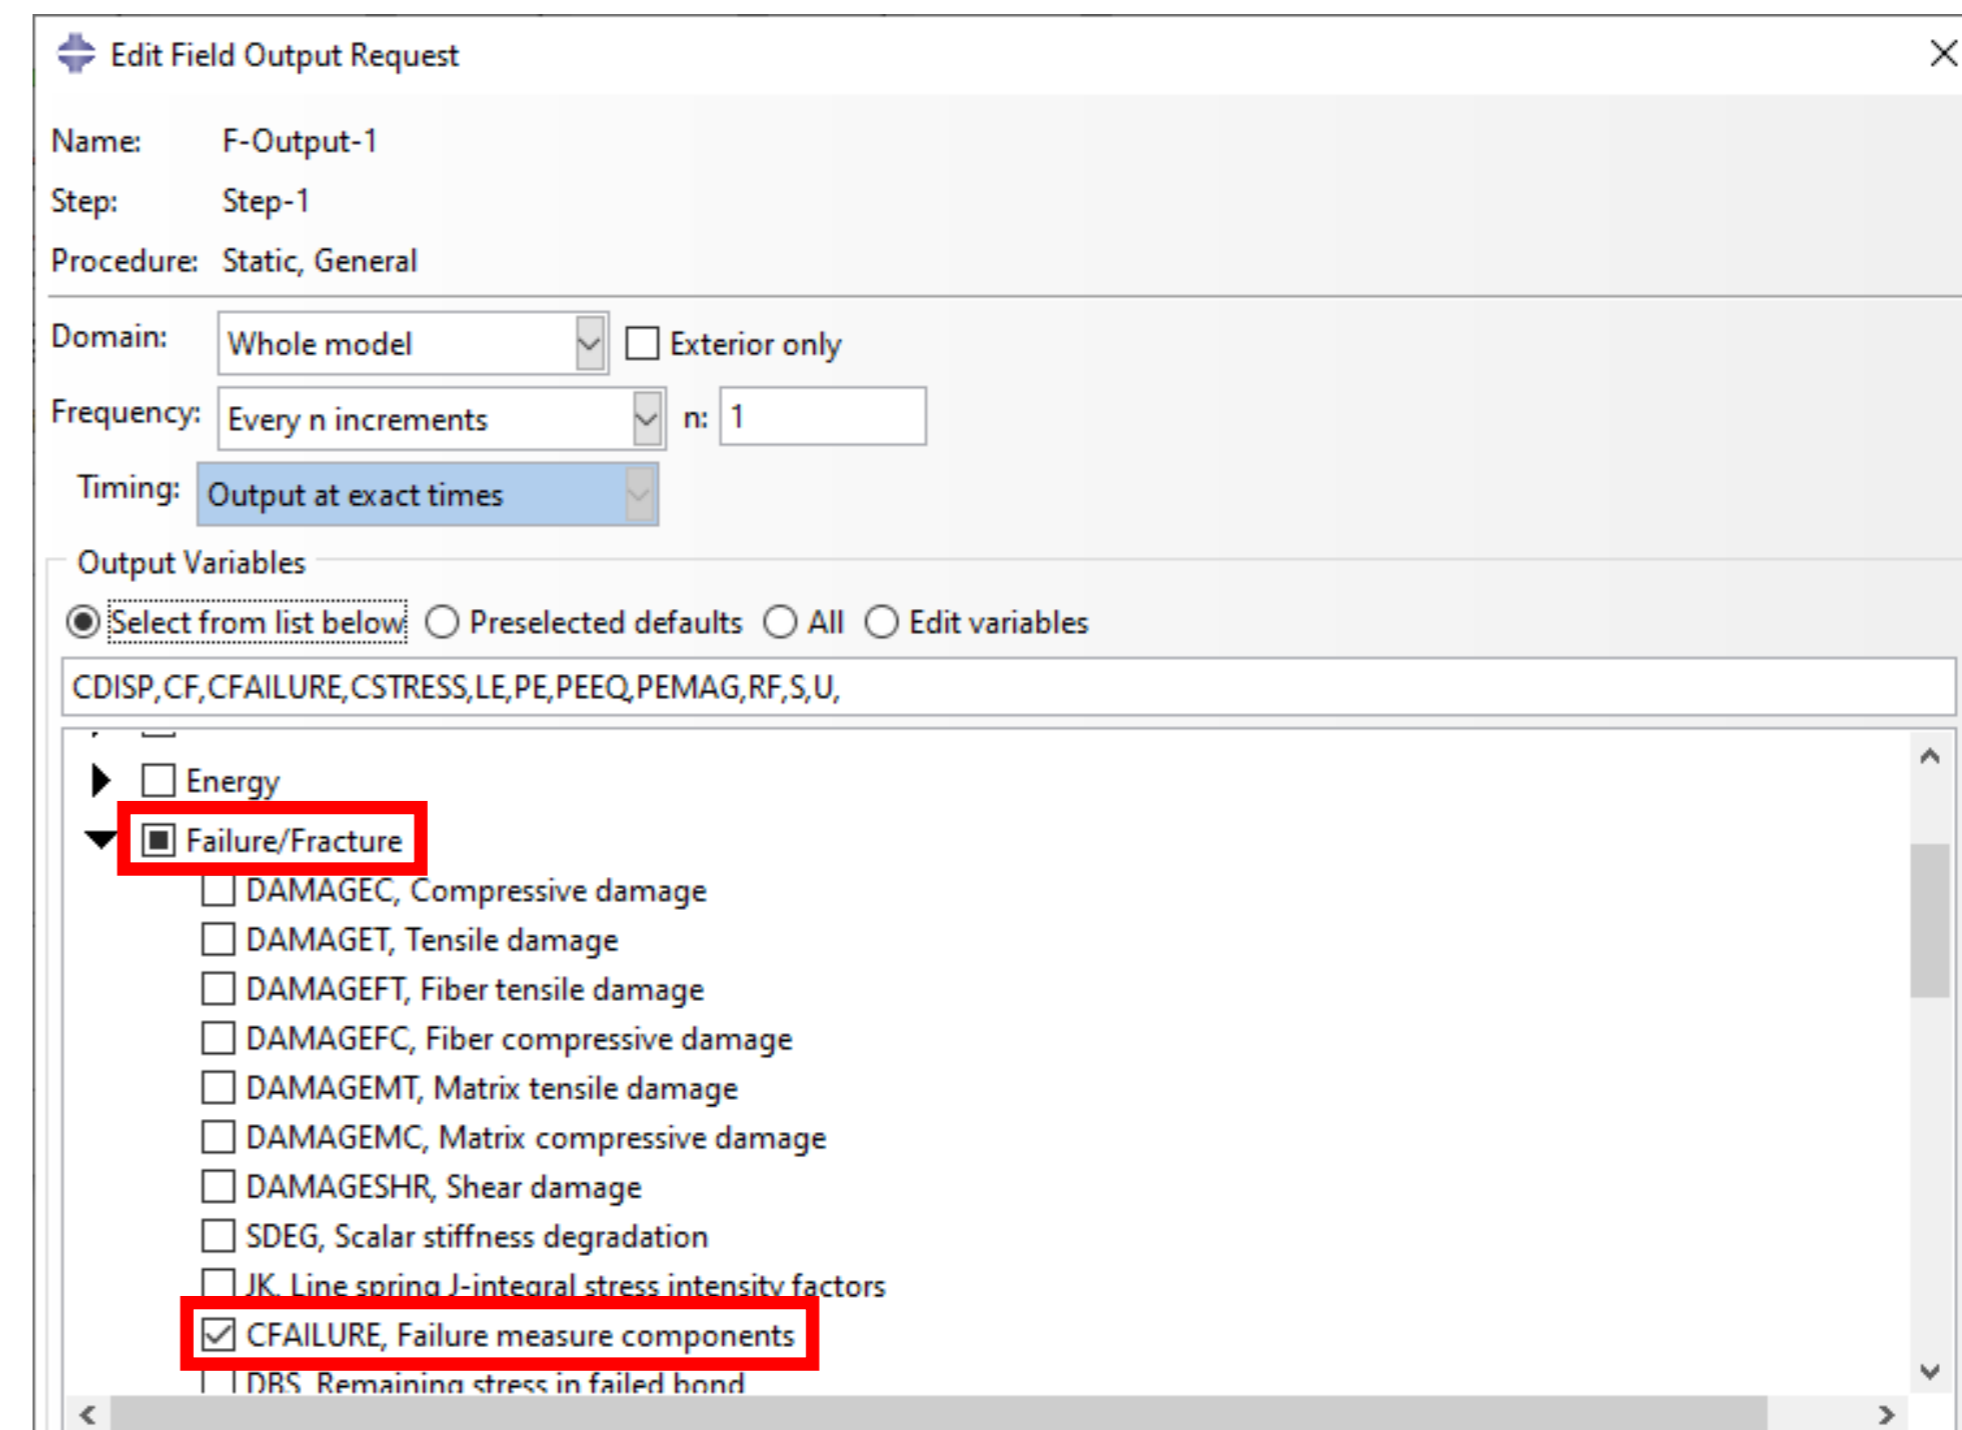 Edit Field Output Request
Name: F-Output-1
Step: Step-1
Procedure: Static, General
Domain: Whole model Exterior only
Frequency: Every n increments n: 1
Timing: Output at exact times
Output Variables
Select from list below Preselected defaults All Edit variables
CDISP,CF,CFAILURE,CSTRESS,LE,PE,PEEQ,PEMAG,RF,S,U,
Energy
Failure/Fracture
DAMAGEC, Compressive damage
DAMAGET, Tensile damage
DAMAGEFT, Fiber tensile damage
DAMAGEFC, Fiber compressive damage
DAMAGEMT, Matrix tensile damage
DAMAGEMC, Matrix compressive damage
DAMAGESHR, Shear damage
SDEG, Scalar stiffness degradation
JK, Line spring J-integral stress intensity factors
CFAILURE, Failure measure components
DBS, Remaining stress in failed bond